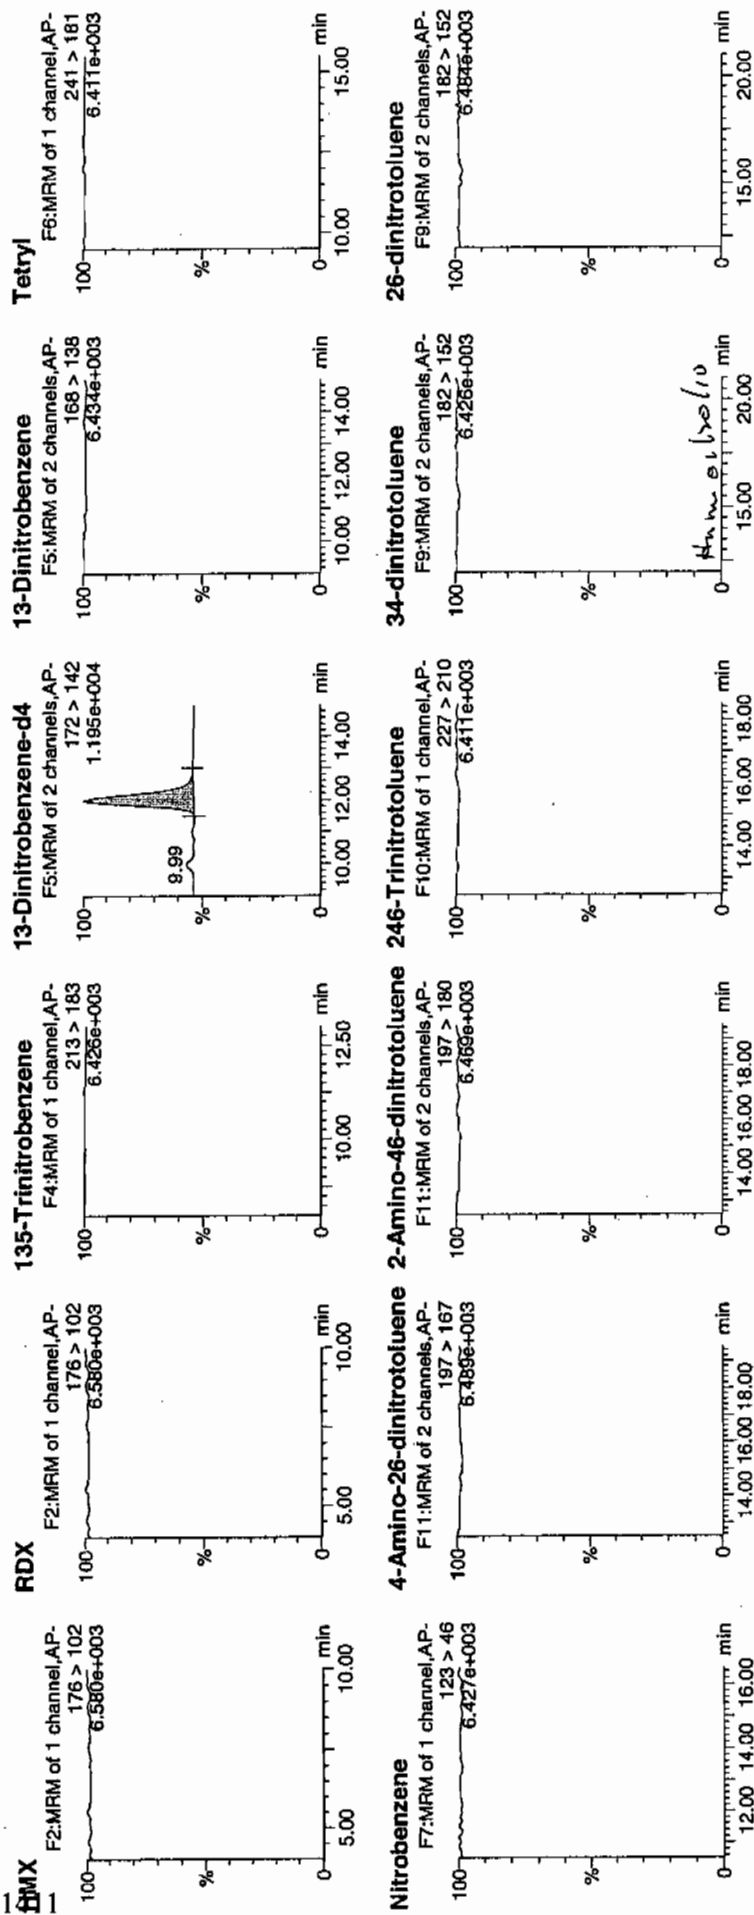 HMX
F2:MRM of 1 channel,AP-
176 > 102
6.580e+003
100
%
0
5.00 10.00 min
RDX
F2:MRM of 1 channel,AP-
176 > 102
6.580e+003
100
%
0
5.00 10.00 min
135-Trinitrobenzene
F4:MRM of 1 channel,AP-
213 > 183
6.426e+003
100
%
0
10.00 12.50 min
13-Dinitrobenzene-d4
F5:MRM of 2 channels,AP-
172 > 142
1.195e+004
100
9.99
%
0
10.00 12.00 14.00 min
13-Dinitrobenzene
F5:MRM of 2 channels,AP-
168 > 138
6.434e+003
100
%
0
10.00 12.00 14.00 min
Tetryl
F6:MRM of 1 channel,AP-
241 > 181
6.411e+003
100
%
0
10.00 15.00 min
Nitrobenzene
F7:MRM of 1 channel,AP-
123 > 46
6.427e+003
100
%
0
12.00 14.00 16.00 min
4-Amino-26-dinitrotoluene
F11:MRM of 2 channels,AP-
197 > 167
6.489e+003
100
%
0
14.00 16.00 18.00 min
2-Amino-46-dinitrotoluene
F11:MRM of 2 channels,AP-
197 > 180
6.469e+003
100
%
0
14.00 16.00 18.00 min
246-Trinitrotoluene
F10:MRM of 1 channel,AP-
227 > 210
6.411e+003
100
%
0
14.00 16.00 18.00 min
34-dinitrotoluene
F9:MRM of 2 channels,AP-
182 > 152
6.426e+003
100
%
0
15.00 20.00 min
26-dinitrotoluene
F9:MRM of 2 channels,AP-
182 > 152
6.484e+003
100
%
0
15.00 20.00 min